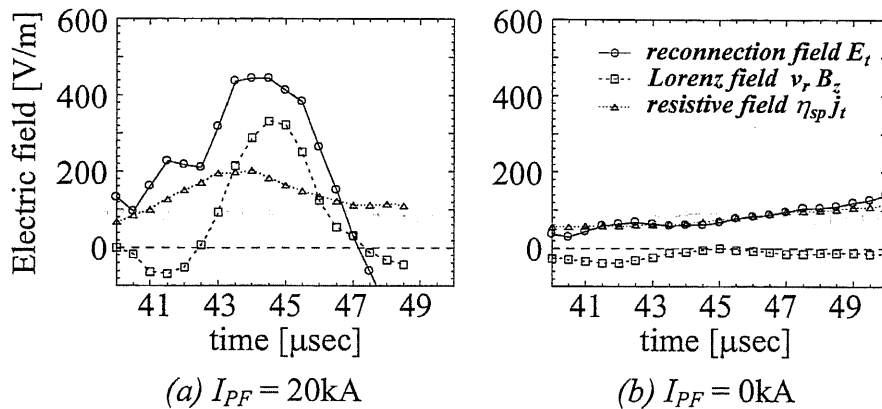 Electric field [V/m]
600
400
200
0
41 43 45 47 49
time [μsec]
(a) I_PF = 20kA
600
400
200
0
reconnection field E_t
Lorenz field v_r B_z
resistive field η_sp j_t
41 43 45 47 49
time [μsec]
(b) I_PF = 0kA